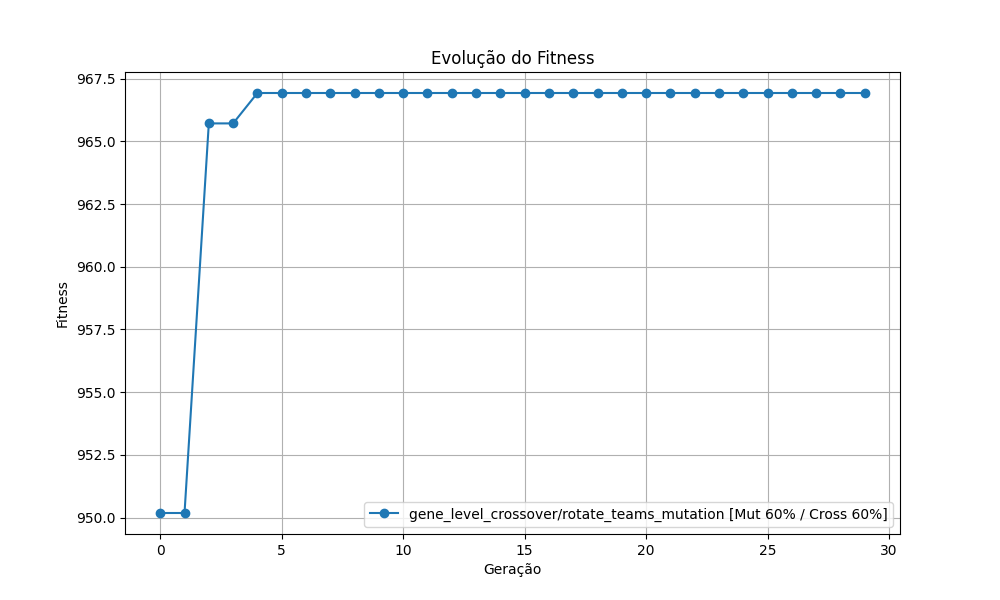 Evolução do Fitness
967.5
965.0
962.5
960.0
957.5
955.0
952.5
950.0
Fitness
gene_level_crossover/rotate_teams_mutation [Mut 60% / Cross 60%]
0 5 10 15 20 25 30
Geração